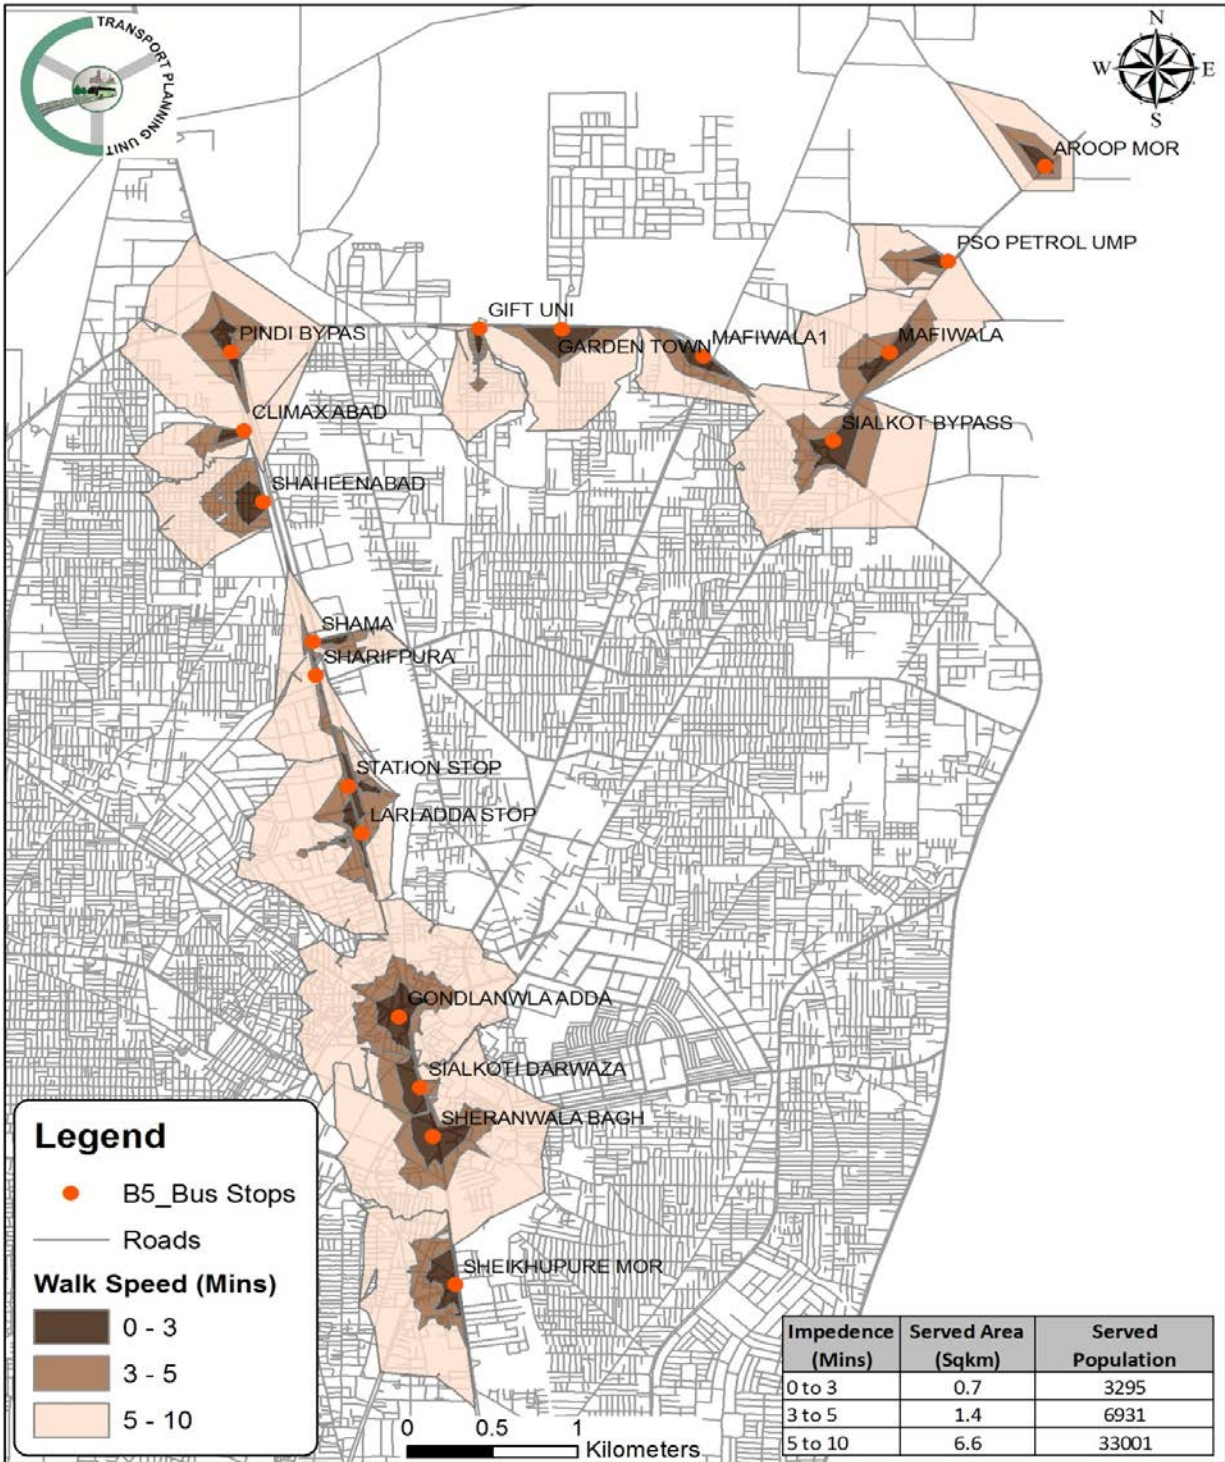 TRANSPORT PLANNING UNIT
N
W E
S
AROOP MOR
PSO PETROL UMP
GIFT UNI
PINDI BYPAS
GARDEN TOWN
MAFIWALA1
MAFIWALA
CLIMAX ABAD
SIALKOT BYPASS
SHAHEENABAD
SHAMA
SHARIFPURA
STATION STOP
LARI ADDA STOP
GONDLANWLA ADDA
SIALKOTI DARWAZA
SHERANWALA BAGH
SHEIKHUPURE MOR
Legend
B5_Bus Stops
Roads
Walk Speed (Mins)
0 - 3
3 - 5
5 - 10
0 0.5 1
Kilometers
Impedence (Mins) Served Area (Sqkm) Served Population
0 to 3 0.7 3295
3 to 5 1.4 6931
5 to 10 6.6 33001